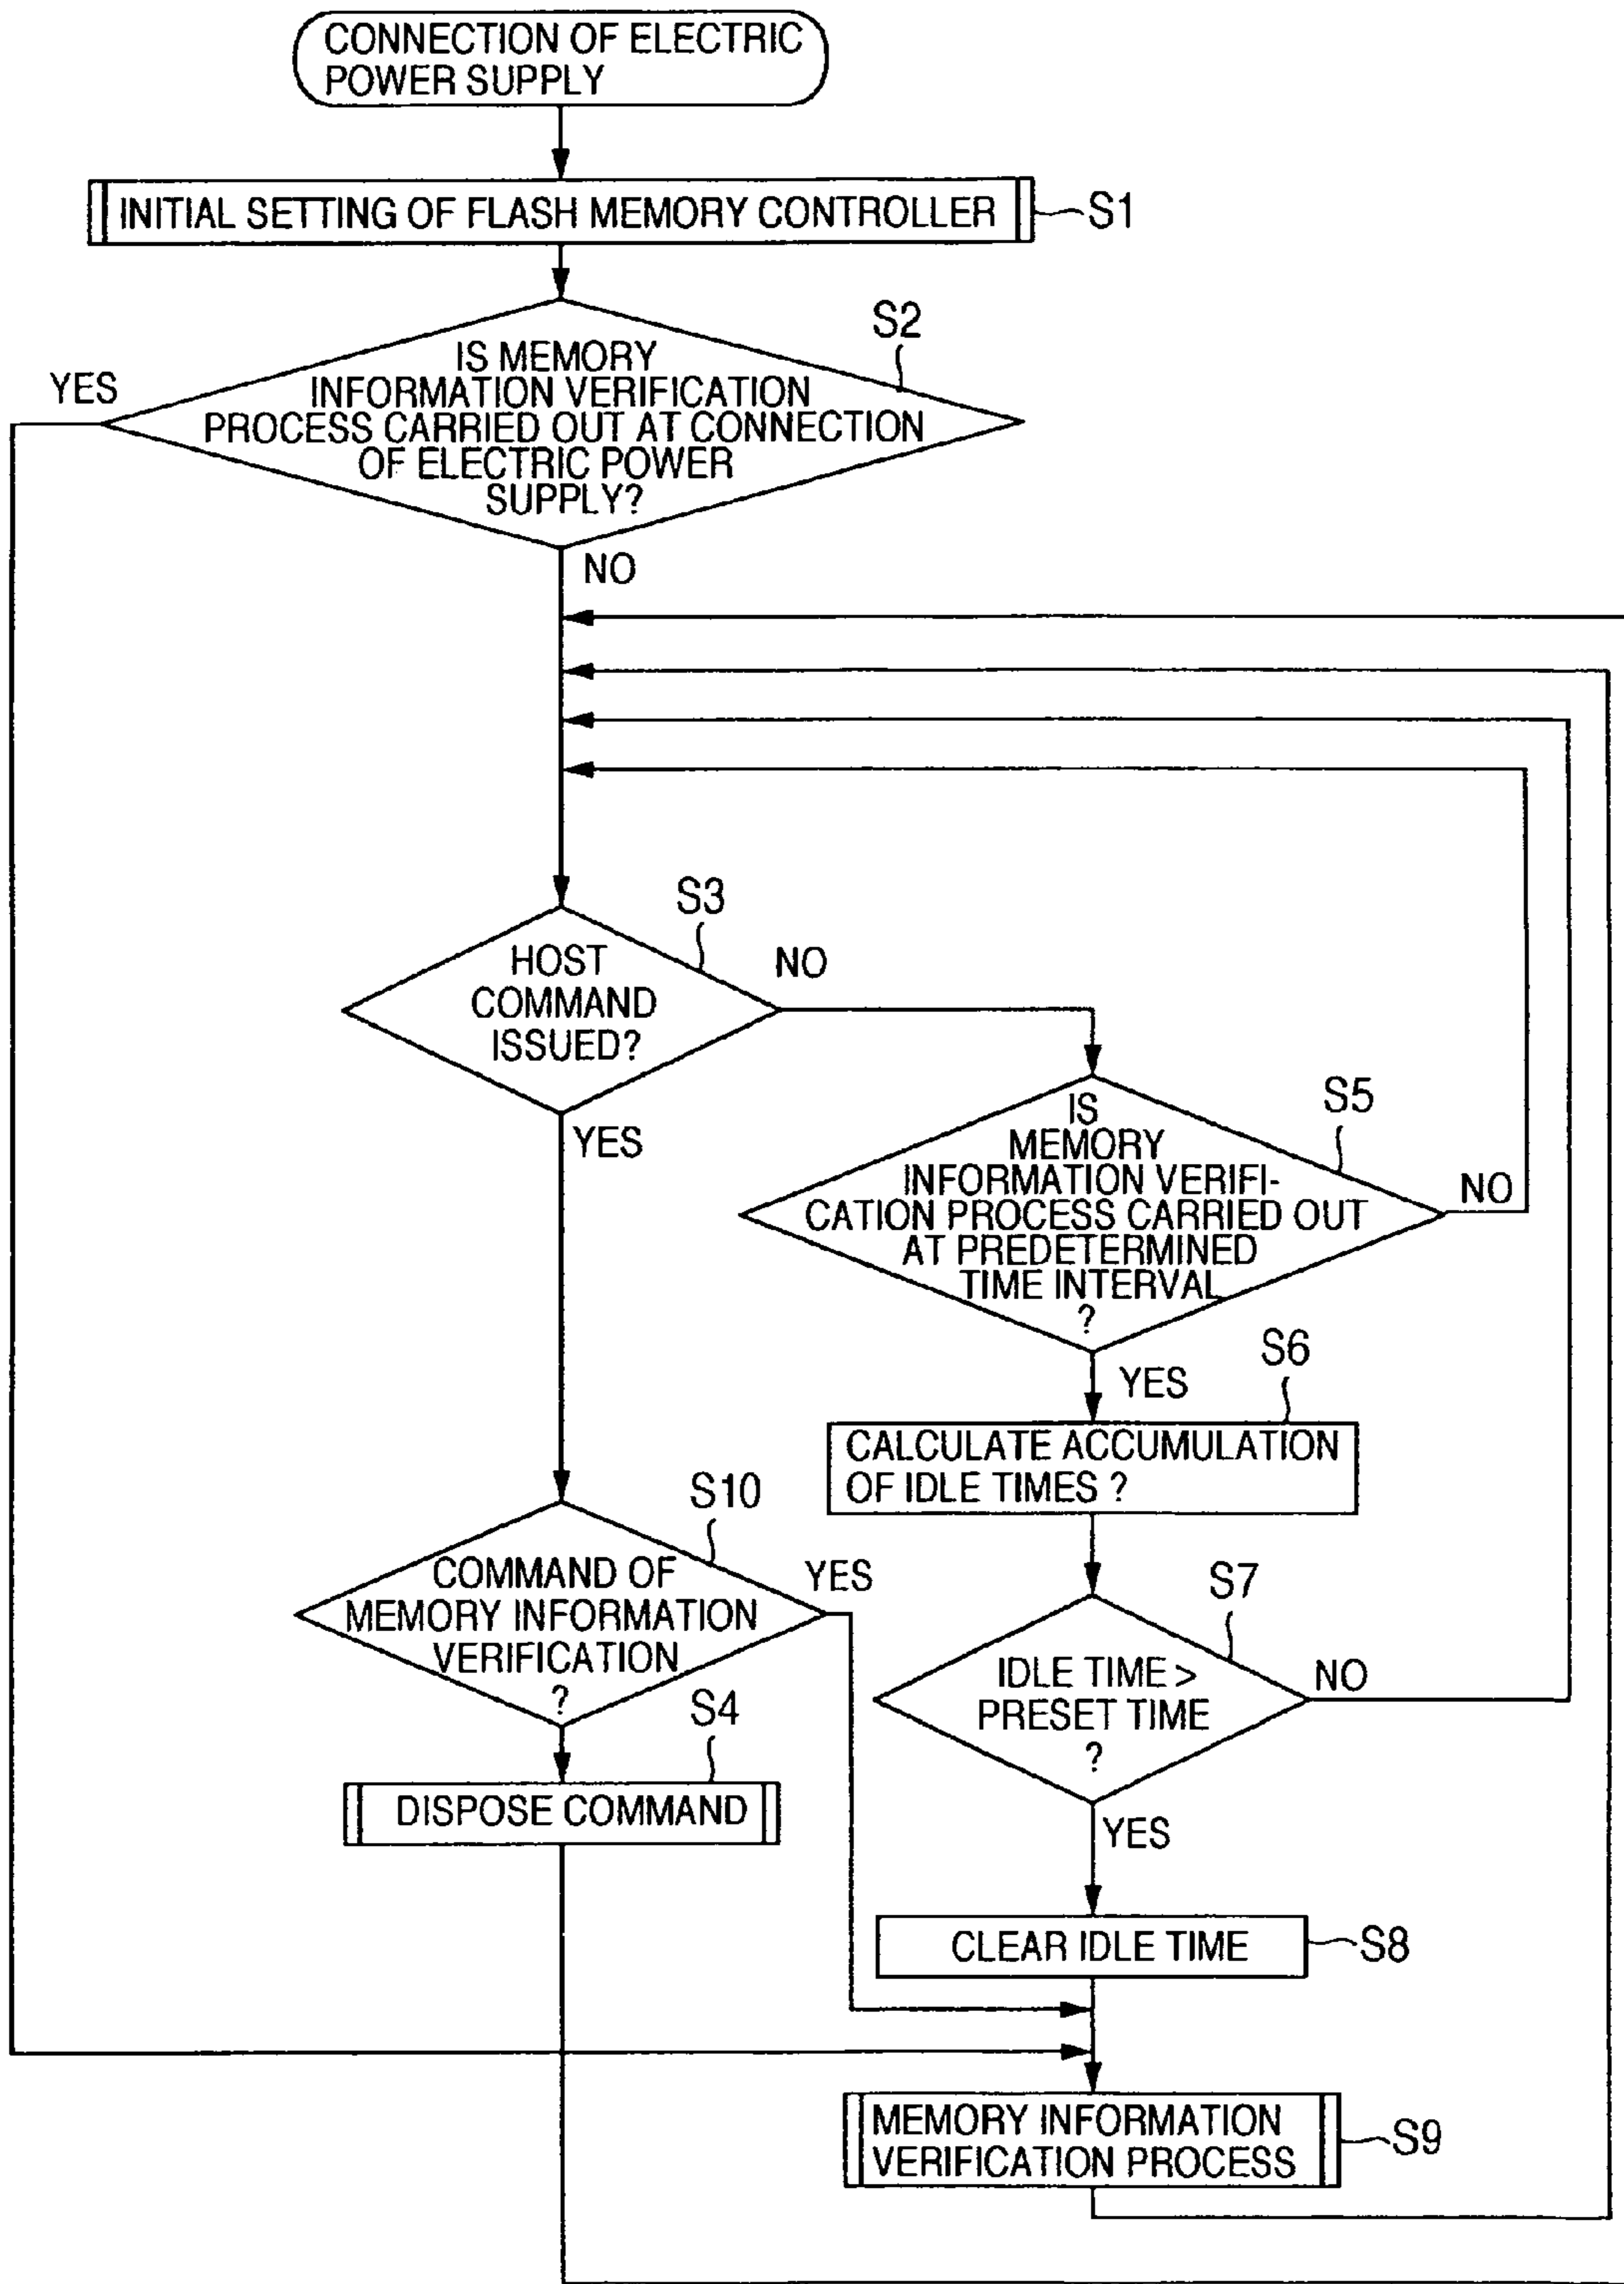 CONNECTION OF ELECTRIC
POWER SUPPLY
INITIAL SETTING OF FLASH MEMORY CONTROLLER
S1
S2
IS MEMORY
INFORMATION VERIFICATION
PROCESS CARRIED OUT AT CONNECTION
OF ELECTRIC POWER
SUPPLY?
YES
NO
S3
HOST
COMMAND
ISSUED?
NO
YES
S5
IS
MEMORY
INFORMATION VERIFI-
CATION PROCESS CARRIED OUT
AT PREDETERMINED
TIME INTERVAL
?
NO
YES
S6
CALCULATE ACCUMULATION
OF IDLE TIMES ?
S10
COMMAND OF
MEMORY INFORMATION
VERIFICATION
?
YES
S7
IDLE TIME >
PRESET TIME
?
NO
YES
S4
DISPOSE COMMAND
CLEAR IDLE TIME
S8
MEMORY INFORMATION
VERIFICATION PROCESS
S9